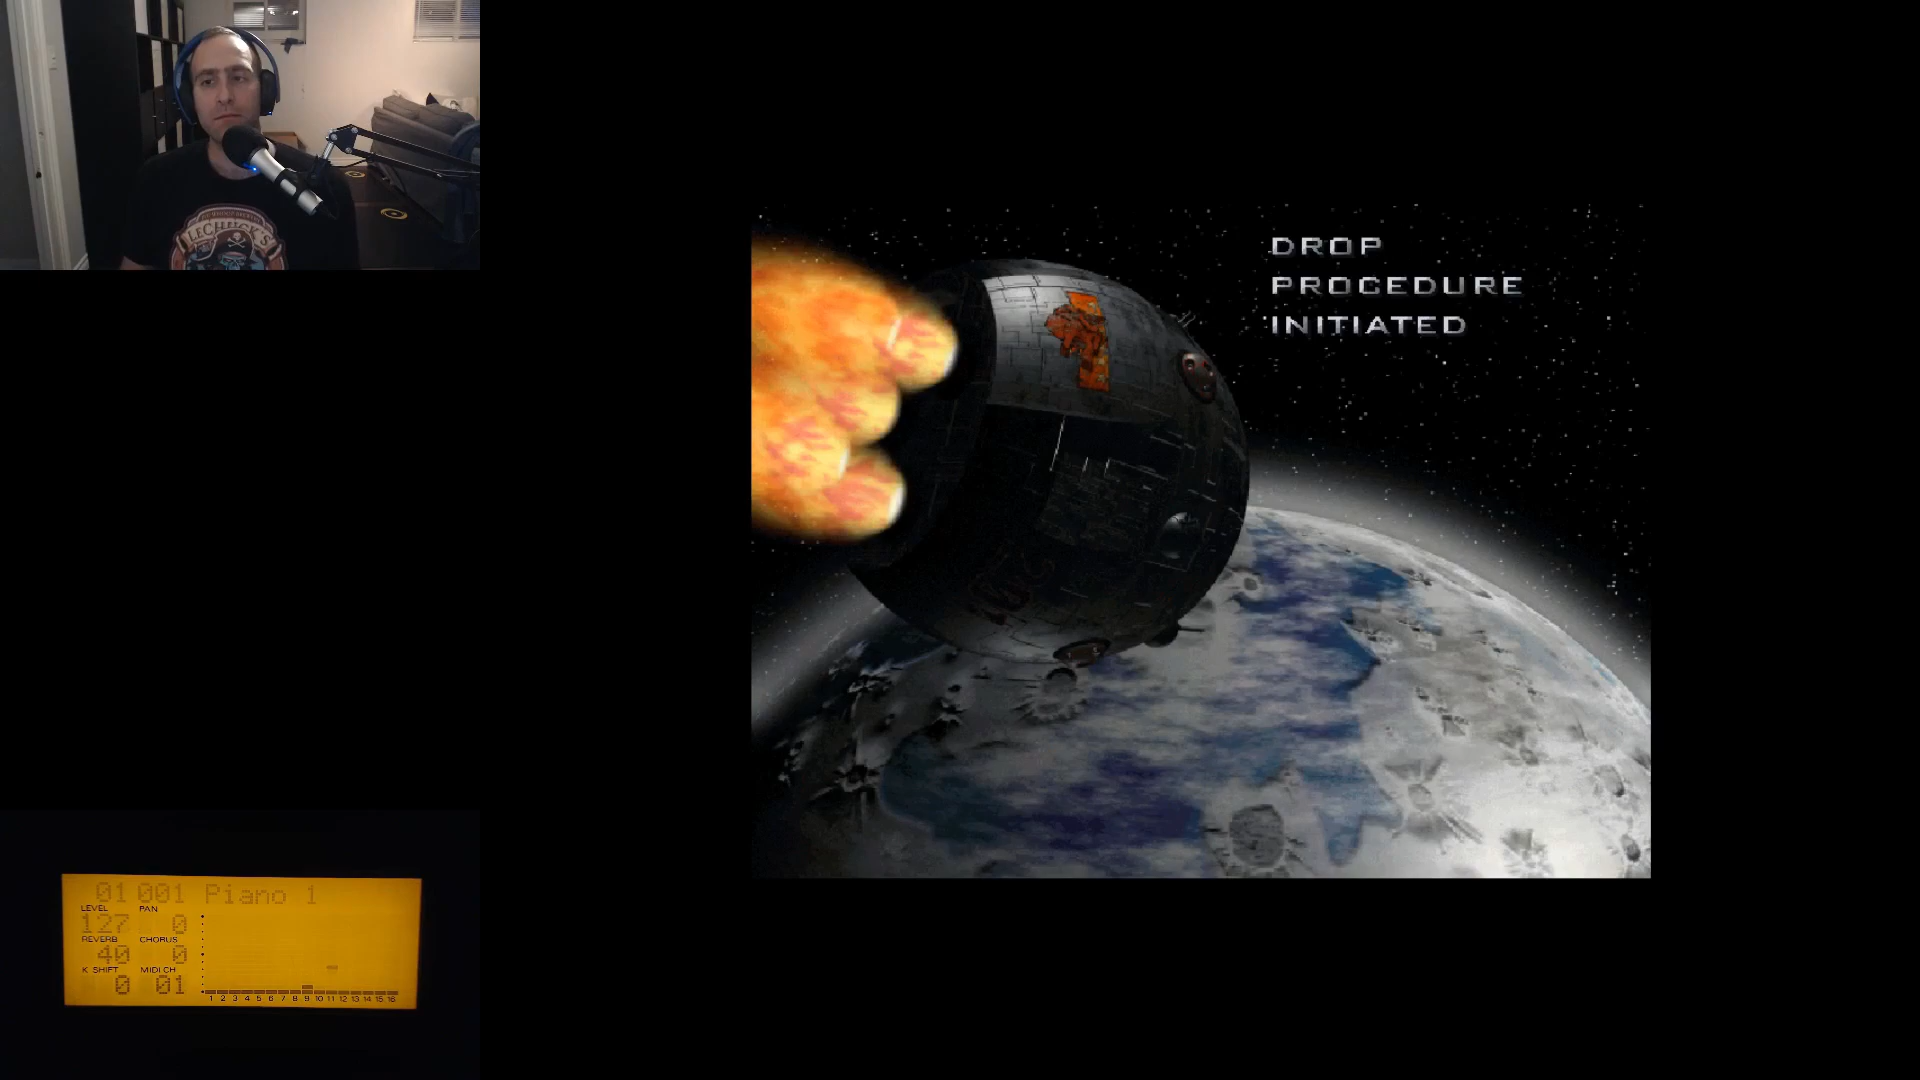 LECHUCK'S
DROP
PROCEDURE
INITIATED
01 001 Piano 1
LEVEL PAN
127 0
REVERB CHORUS
40 0
K SHIFT MIDI CH
0 01
1 2 3 4 5 6 7 8 9 10 11 12 13 14 15 16